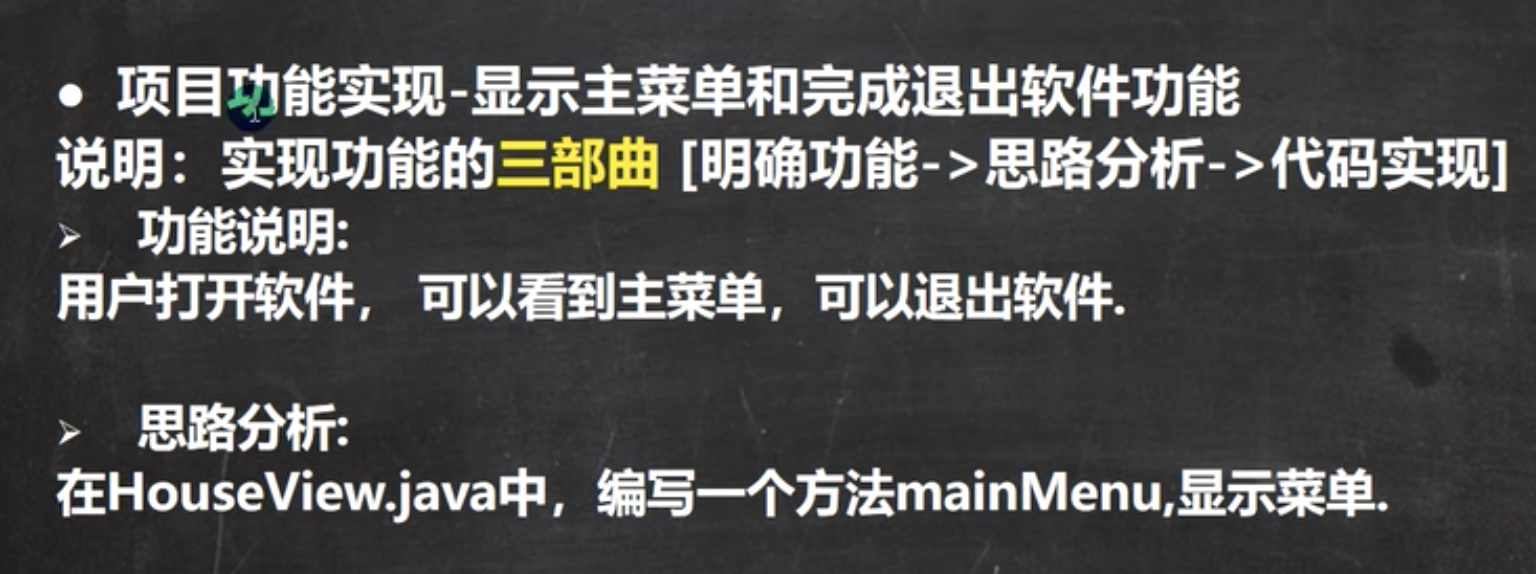 ● 项目功能实现-显示主菜单和完成退出软件功能
说明：实现功能的三部曲 [明确功能->思路分析->代码实现]
➢ 功能说明:
用户打开软件， 可以看到主菜单，可以退出软件.
➢ 思路分析:
在HouseView.java中，编写一个方法mainMenu,显示菜单.